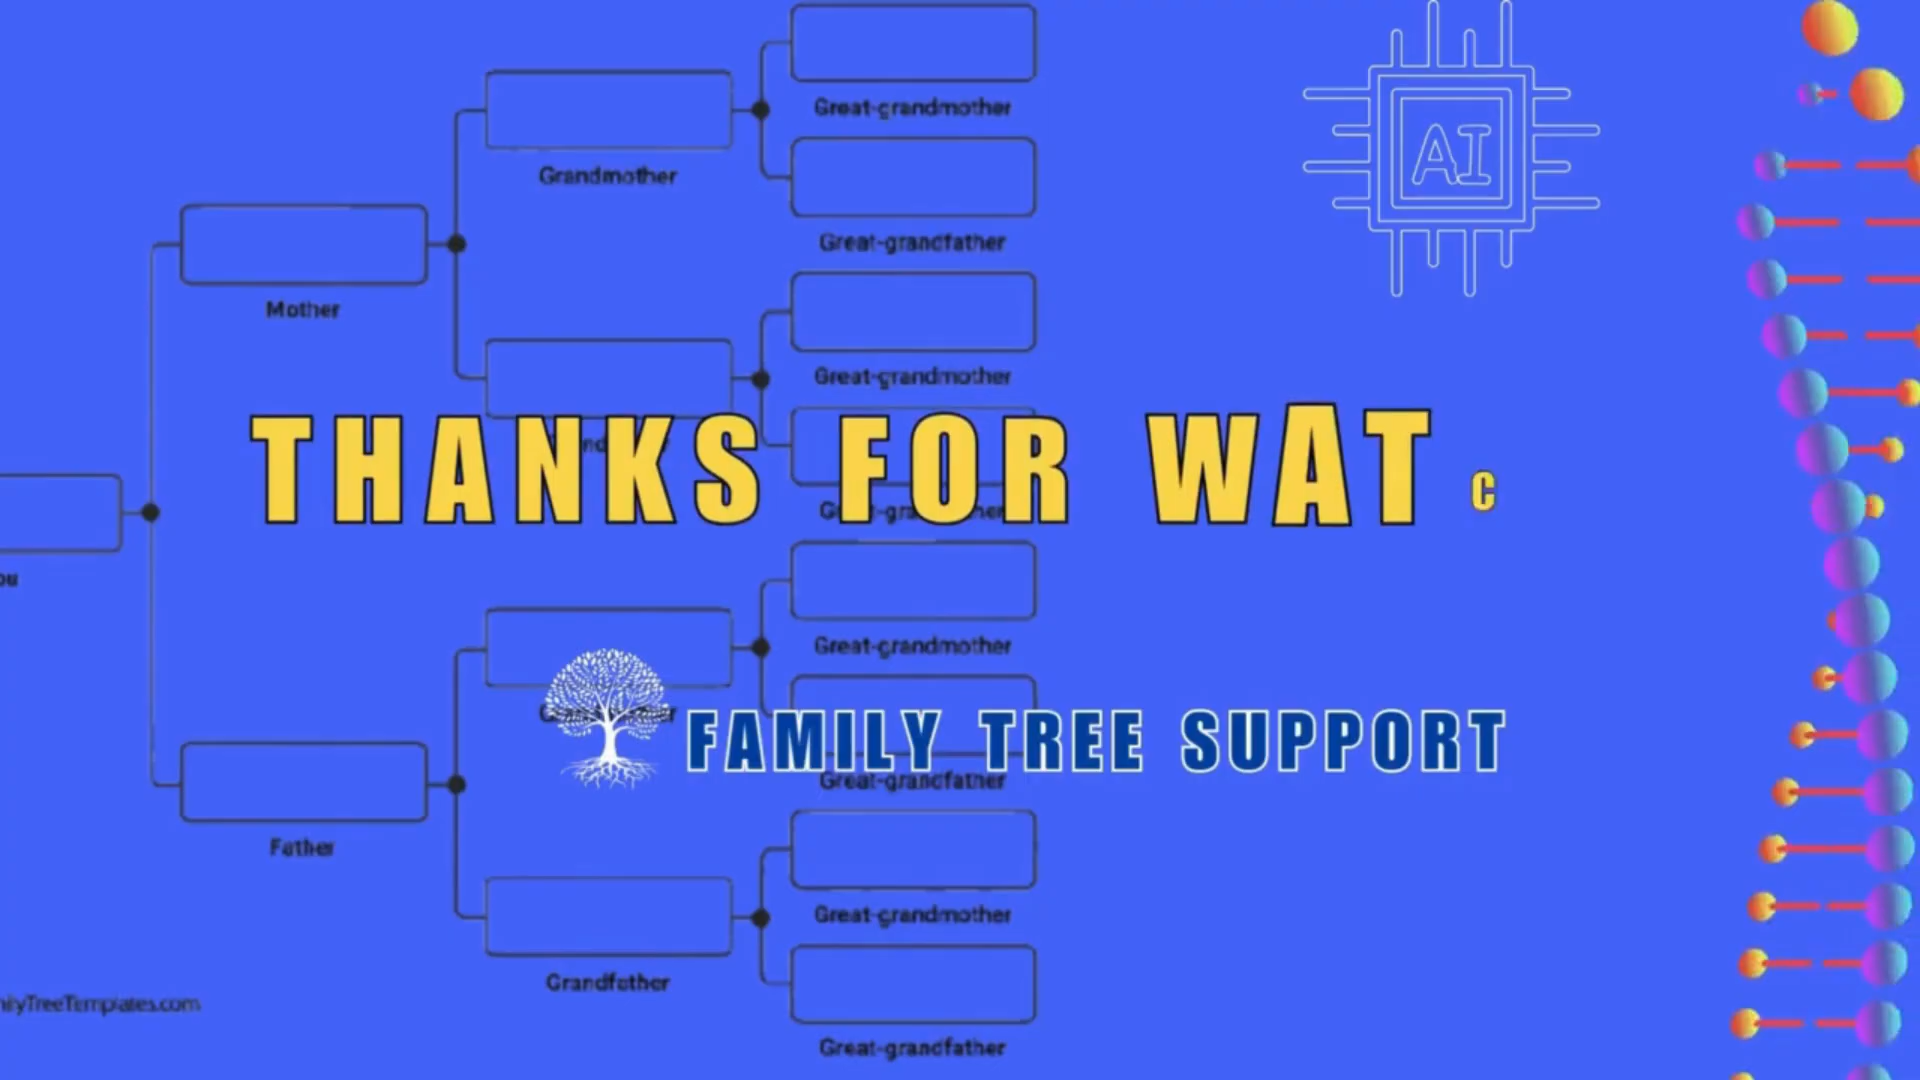 Great-grandmother
AI
Grandmother
Great-grandfather
Mother
Great-grandmother
THANKS FOR WAT C
Great-grandmother
FAMILY TREE SUPPORT
Great-grandfather
Father
Great-grandmother
Grandfather
Great-grandfather